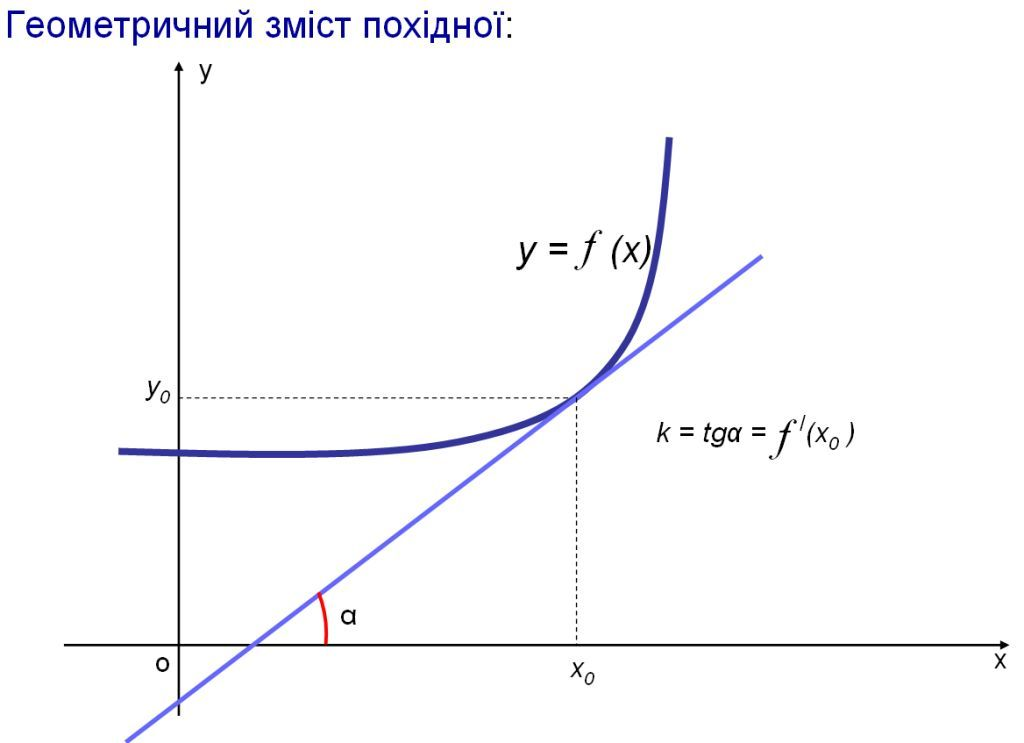 Геометричний зміст похідної:
y
y = f (x)
y₀
k = tgα = f ′(x₀ )
α
o
x₀
x